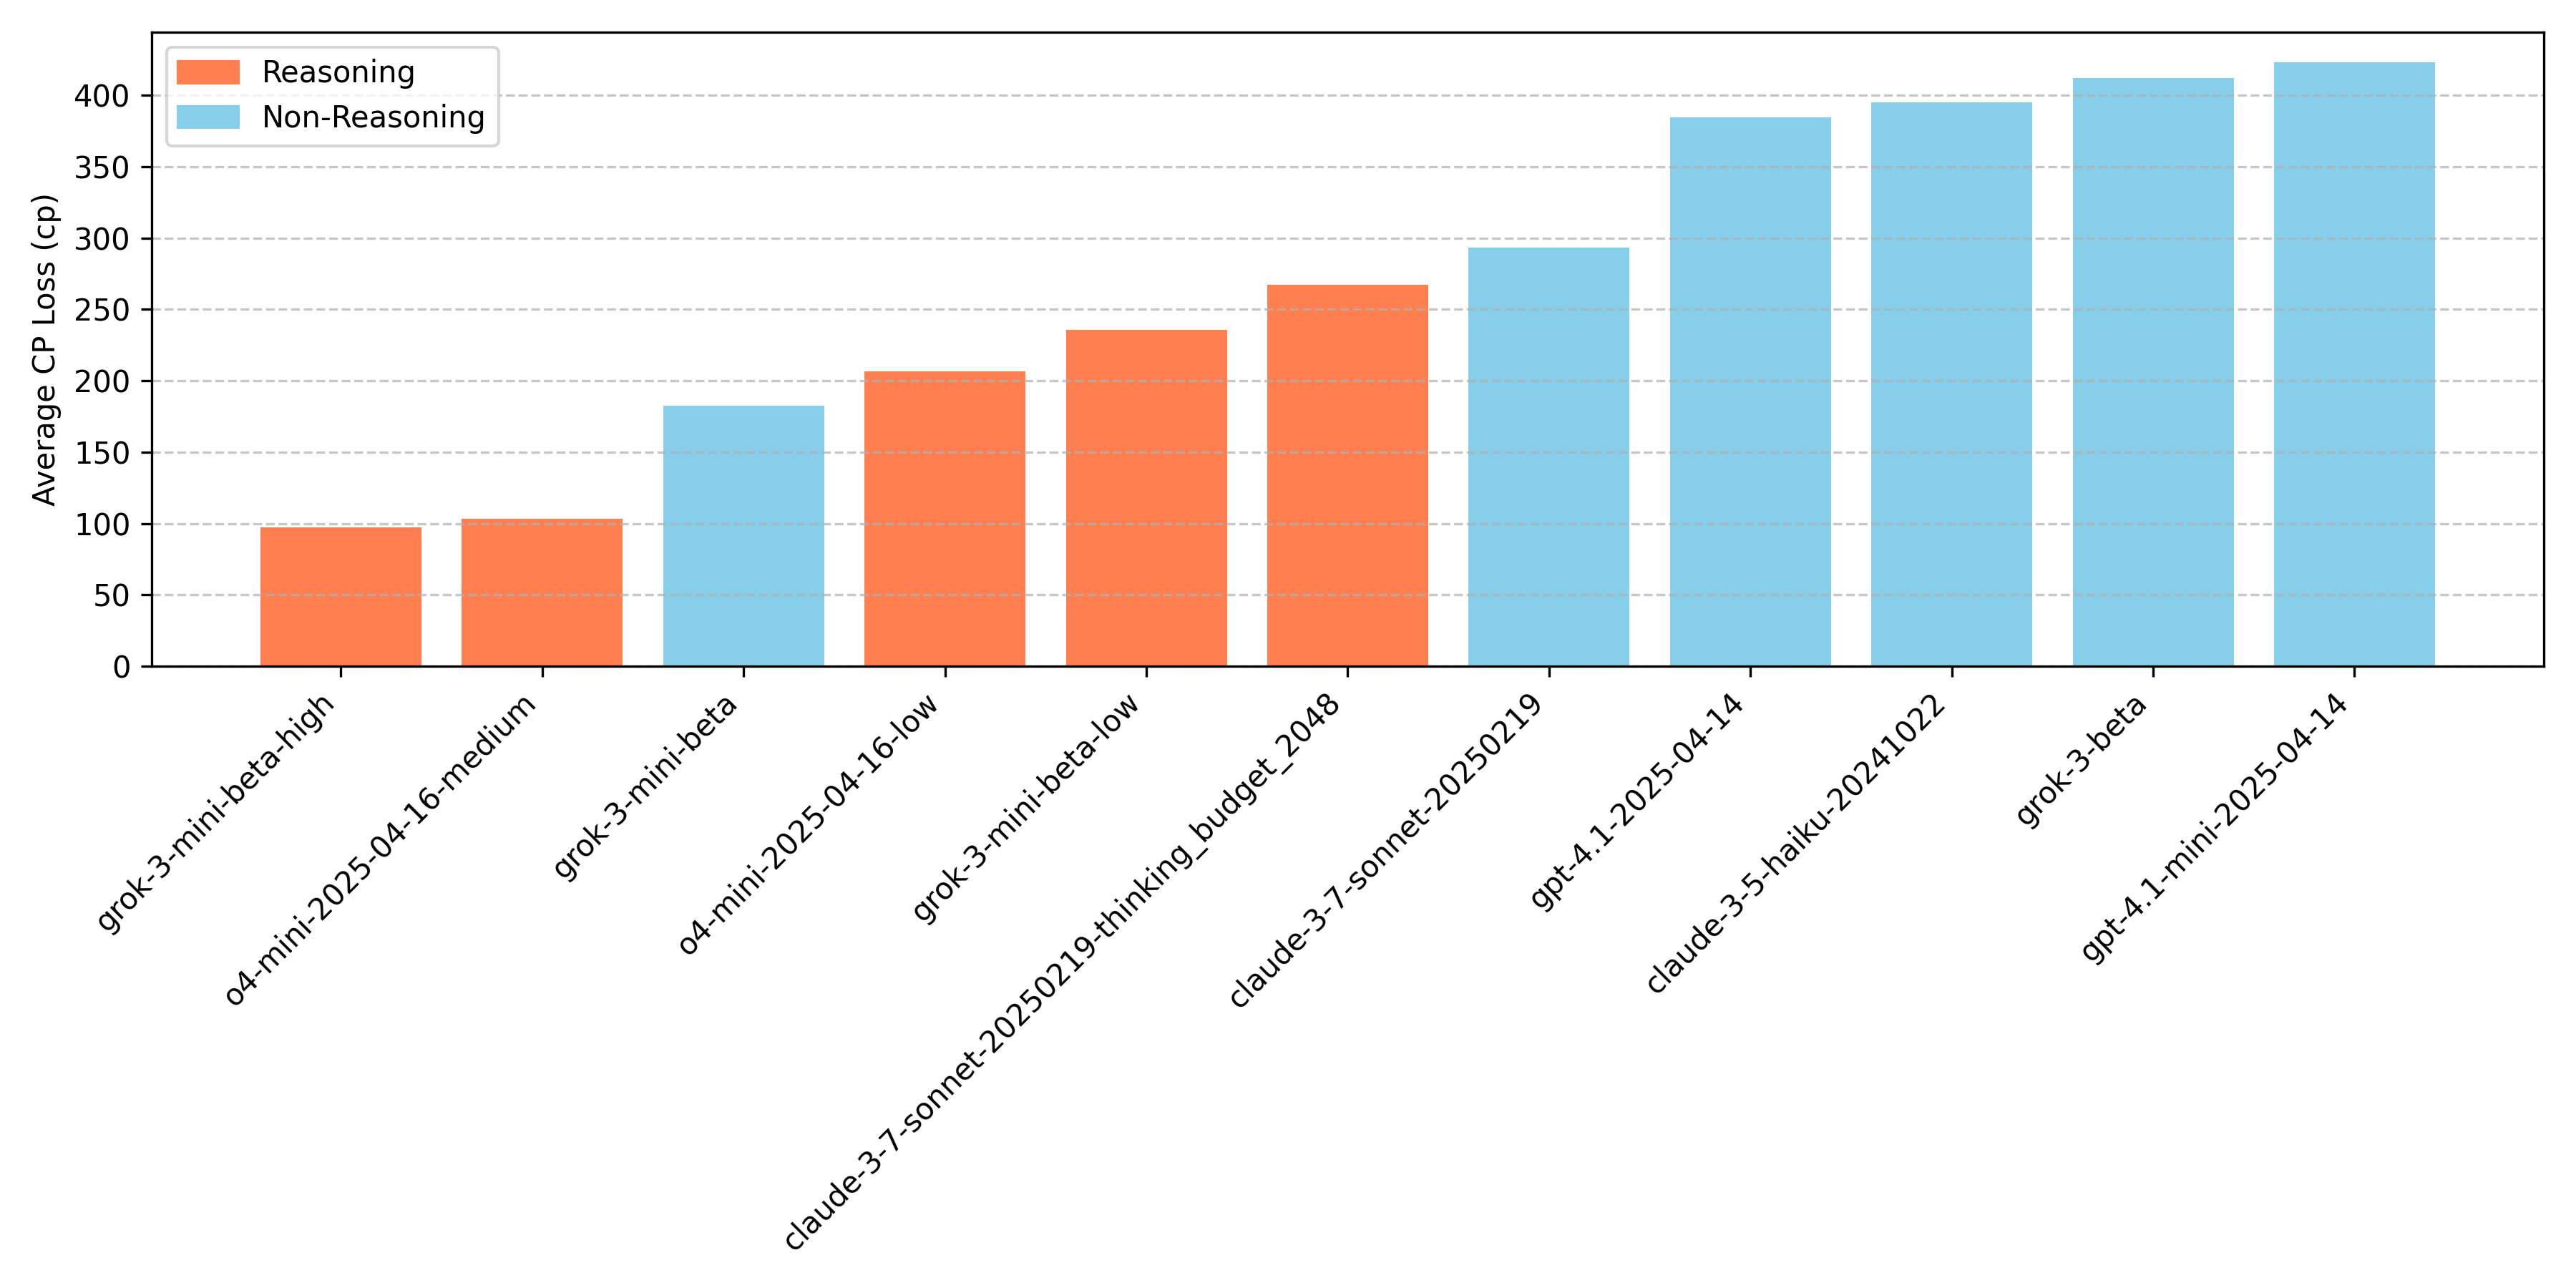 Reasoning
Non-Reasoning
Average CP Loss (cp)
400
350
300
250
200
150
100
50
0
grok-3-mini-beta-high
o4-mini-2025-04-16-medium
grok-3-mini-beta
o4-mini-2025-04-16-low
grok-3-mini-beta-low
claude-3-7-sonnet-20250219-thinking_budget_2048
claude-3-7-sonnet-20250219
gpt-4.1-2025-04-14
claude-3-5-haiku-20241022
grok-3-beta
gpt-4.1-mini-2025-04-14